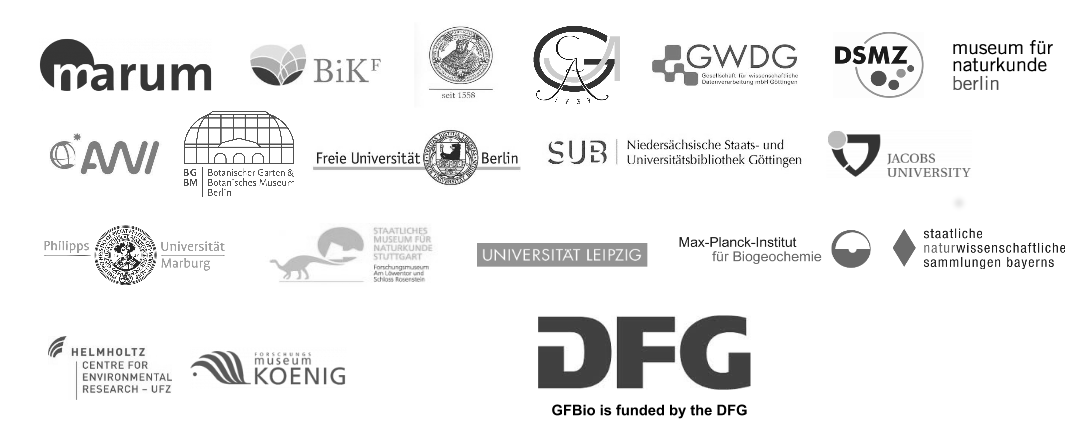 marum
BiKF
seit 1558
GWDG
Gesellschaft für wissenschaftliche
Datenverarbeitung mbH Göttingen
DSMZ
museum für
naturkunde
berlin
AWI
BG | Botanischer Garten &
BM | Botanisches Museum
Berlin
Freie Universität Berlin
SUB
Niedersächsische Staats- und
Universitätsbibliothek Göttingen
JACOBS
UNIVERSITY
Philipps Universität
Marburg
STAATLICHES
MUSEUM FÜR
NATURKUNDE
STUTTGART
Forschungsmuseum
Am Löwentor und
Schloss Rosenstein
UNIVERSITÄT LEIPZIG
Max-Planck-Institut
für Biogeochemie
staatliche
naturwissenschaftliche
sammlungen bayerns
HELMHOLTZ
CENTRE FOR
ENVIRONMENTAL
RESEARCH – UFZ
FORSCHUNGS
museum
KOENIG
DFG
GFBio is funded by the DFG